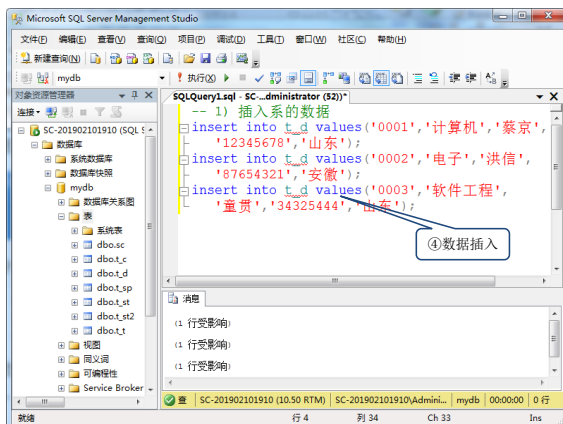 Microsoft SQL Server Management Studio
文件(F) 编辑(E) 查看(V) 查询(Q) 项目(P) 调试(D) 工具(T) 窗口(W) 社区(C) 帮助(H)
新建查询(N)
mydb 执行(X)
对象资源管理器
连接
SC-201902101910 (SQL S
数据库
系统数据库
数据库快照
mydb
数据库关系图
表
系统表
dbo.sc
dbo.t_c
dbo.t_d
dbo.t_sp
dbo.t_st
dbo.t_st2
dbo.t_t
视图
同义词
可编程性
Service Broker
SQLQuery1.sql - SC-...dministrator (52))*
-- 1) 插入系的数据
insert into t_d values('0001','计算机','蔡京',
'12345678','山东');
insert into t_d values('0002','电子','洪信',
'87654321','安徽');
insert into t_d values('0003','软件工程',
'童贯','34325444','山东');
④数据插入
消息
(1 行受影响)
(1 行受影响)
(1 行受影响)
查 SC-201902101910 (10.50 RTM) SC-201902101910\Admini... mydb 00:00:00 0 行
就绪 行 4 列 34 Ch 33 Ins